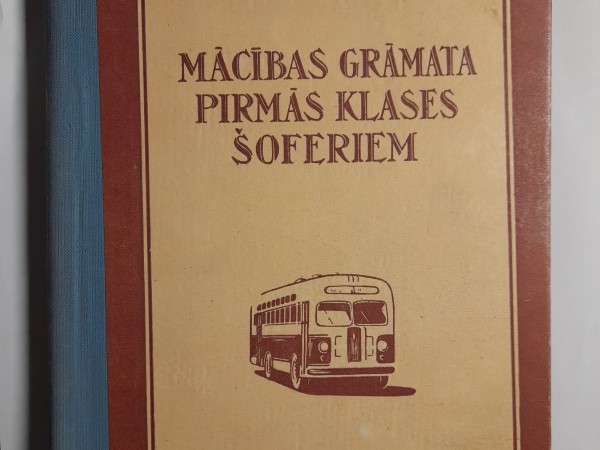 MĀCĪBAS GRĀMATA
PIRMĀS KLASES
ŠOFERIEM